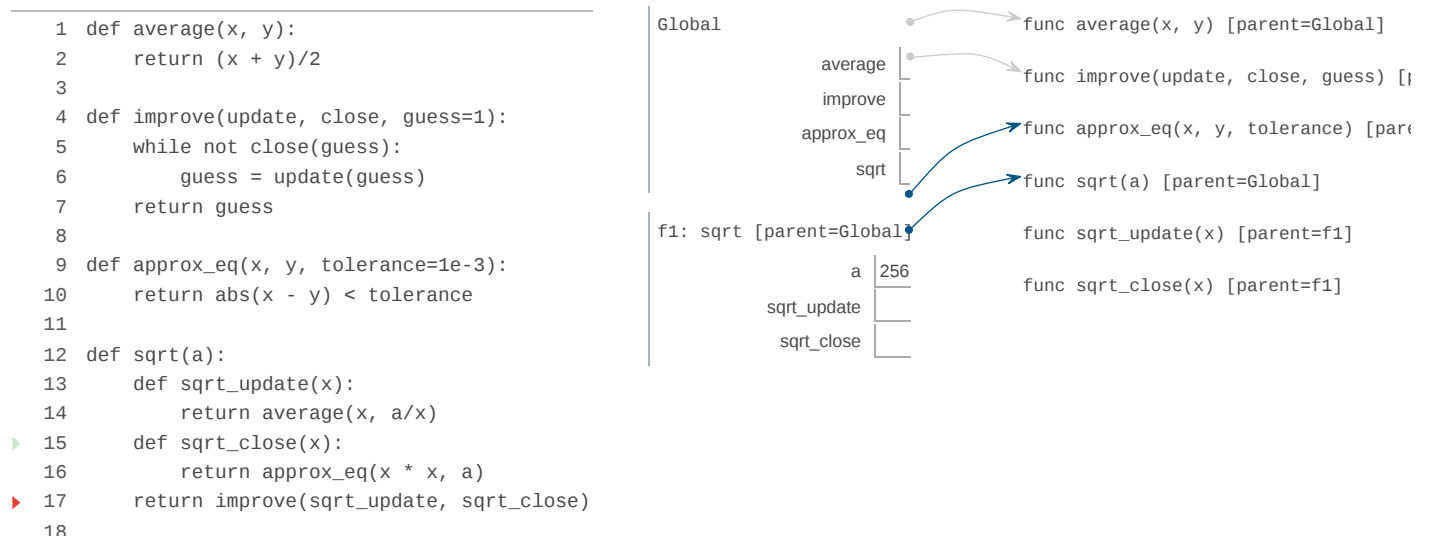 1 def average(x, y):
2     return (x + y)/2
3
4 def improve(update, close, guess=1):
5     while not close(guess):
6         guess = update(guess)
7     return guess
8
9 def approx_eq(x, y, tolerance=1e-3):
10     return abs(x - y) < tolerance
11
12 def sqrt(a):
13     def sqrt_update(x):
14         return average(x, a/x)
15     def sqrt_close(x):
16         return approx_eq(x * x, a)
17     return improve(sqrt_update, sqrt_close)
18
Global
average
improve
approx_eq
sqrt
f1: sqrt [parent=Global]
a 256
sqrt_update
sqrt_close
func average(x, y) [parent=Global]
func improve(update, close, guess) [
func approx_eq(x, y, tolerance) [par
func sqrt(a) [parent=Global]
func sqrt_update(x) [parent=f1]
func sqrt_close(x) [parent=f1]